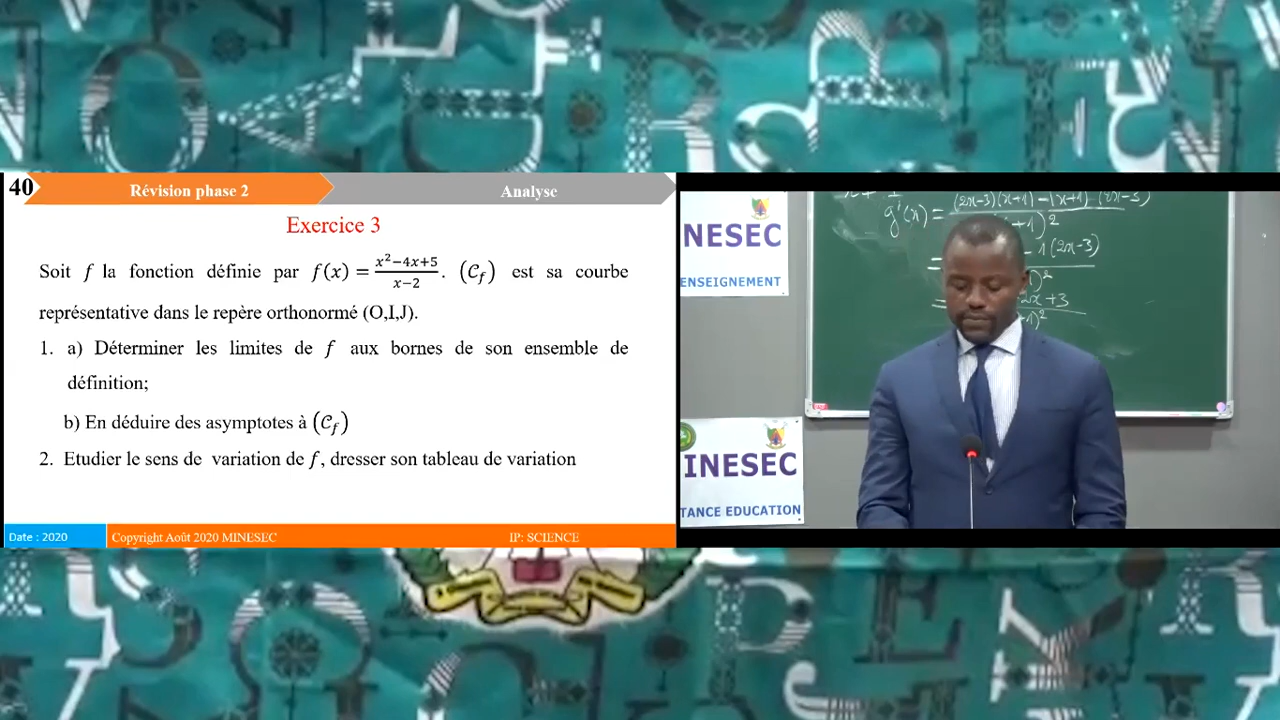 40
Révision phase 2
Analyse
Exercice 3
Soit f la fonction définie par f(x) = (x²−4x+5)/(x−2). (𝒞f) est sa courbe
représentative dans le repère orthonormé (O,I,J).
1. a) Déterminer les limites de f aux bornes de son ensemble de
définition;
b) En déduire des asymptotes à (𝒞f)
2. Etudier le sens de variation de f, dresser son tableau de variation
Date : 2020
Copyright Août 2020 MINESEC
IP: SCIENCE
NESEC
ENSEIGNEMENT
INESEC
TANCE EDUCATION
g'(x) =
- 1(2x-3)